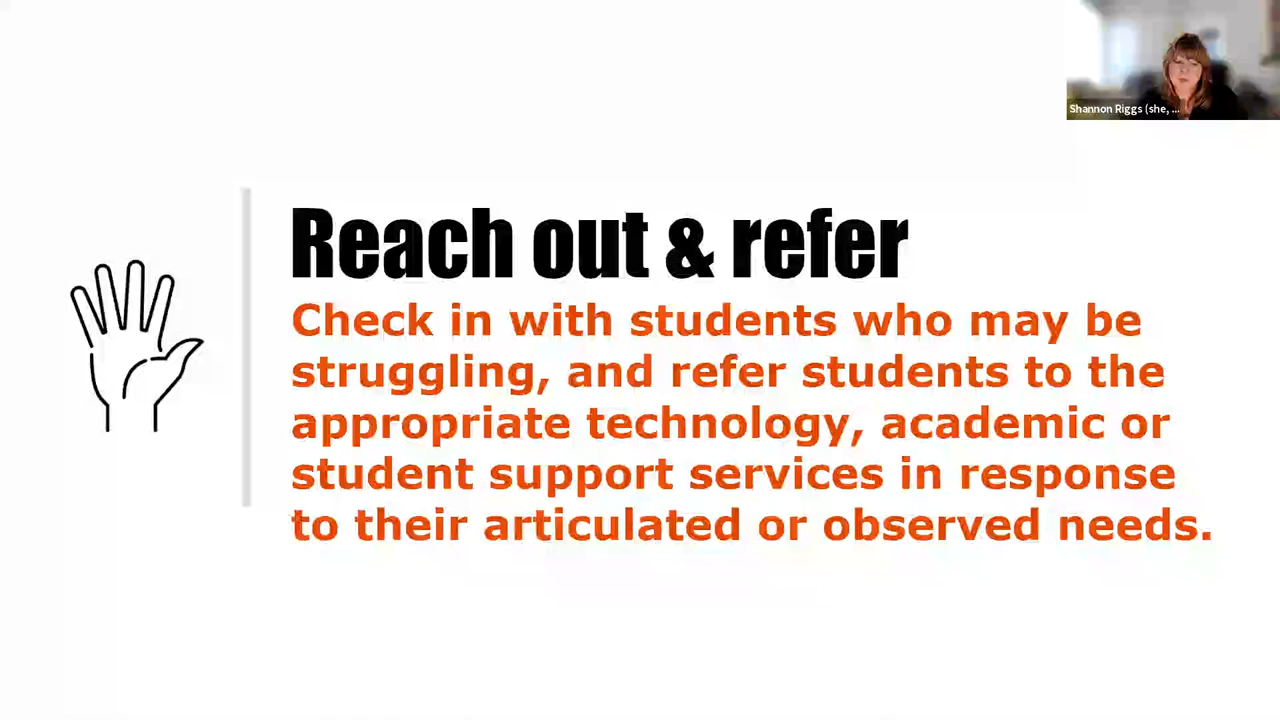 Shannon Riggs (she, ...
Reach out & refer
Check in with students who may be
struggling, and refer students to the
appropriate technology, academic or
student support services in response
to their articulated or observed needs.